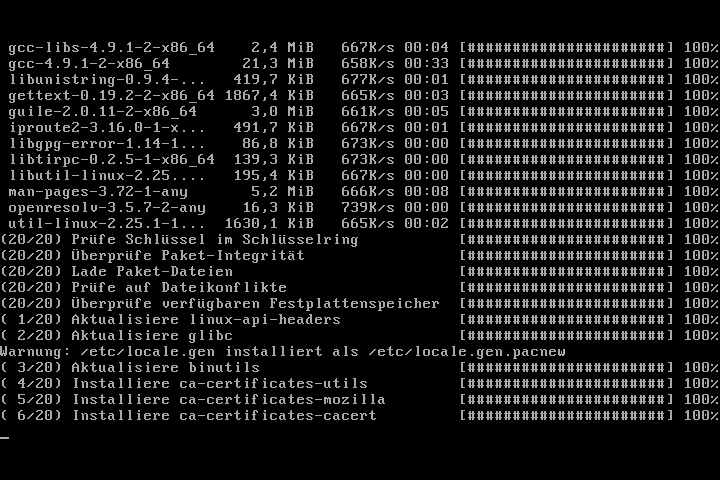 gcc-libs-4.9.1-2-x86_64 2,4 MiB 667K/s 00:04 [######################] 100%
gcc-4.9.1-2-x86_64 21,3 MiB 658K/s 00:33 [######################] 100%
libunistring-0.9.4-... 419,7 KiB 677K/s 00:01 [######################] 100%
gettext-0.19.2-2-x86_64 1867,4 KiB 665K/s 00:03 [######################] 100%
guile-2.0.11-2-x86_64 3,0 MiB 661K/s 00:05 [######################] 100%
iproute2-3.16.0-1-x... 491,7 KiB 667K/s 00:01 [######################] 100%
libgpg-error-1.14-1... 86,8 KiB 673K/s 00:00 [######################] 100%
libtirpc-0.2.5-1-x86_64 139,3 KiB 673K/s 00:00 [######################] 100%
libutil-linux-2.25.... 195,4 KiB 667K/s 00:00 [######################] 100%
man-pages-3.72-1-any 5,2 MiB 666K/s 00:08 [######################] 100%
openresolv-3.5.7-2-any 16,3 KiB 739K/s 00:00 [######################] 100%
util-linux-2.25.1-1... 1630,1 KiB 665K/s 00:02 [######################] 100%
(20/20) Prüfe Schlüssel im Schlüsselring [######################] 100%
(20/20) Überprüfe Paket-Integrität [######################] 100%
(20/20) Lade Paket-Dateien [######################] 100%
(20/20) Prüfe auf Dateikonflikte [######################] 100%
(20/20) Überprüfe verfügbaren Festplattenspeicher [######################] 100%
( 1/20) Aktualisiere linux-api-headers [######################] 100%
( 2/20) Aktualisiere glibc [######################] 100%
Warnung: /etc/locale.gen installiert als /etc/locale.gen.pacnew
( 3/20) Aktualisiere binutils [######################] 100%
( 4/20) Installiere ca-certificates-utils [######################] 100%
( 5/20) Installiere ca-certificates-mozilla [######################] 100%
( 6/20) Installiere ca-certificates-cacert [######################] 100%
_